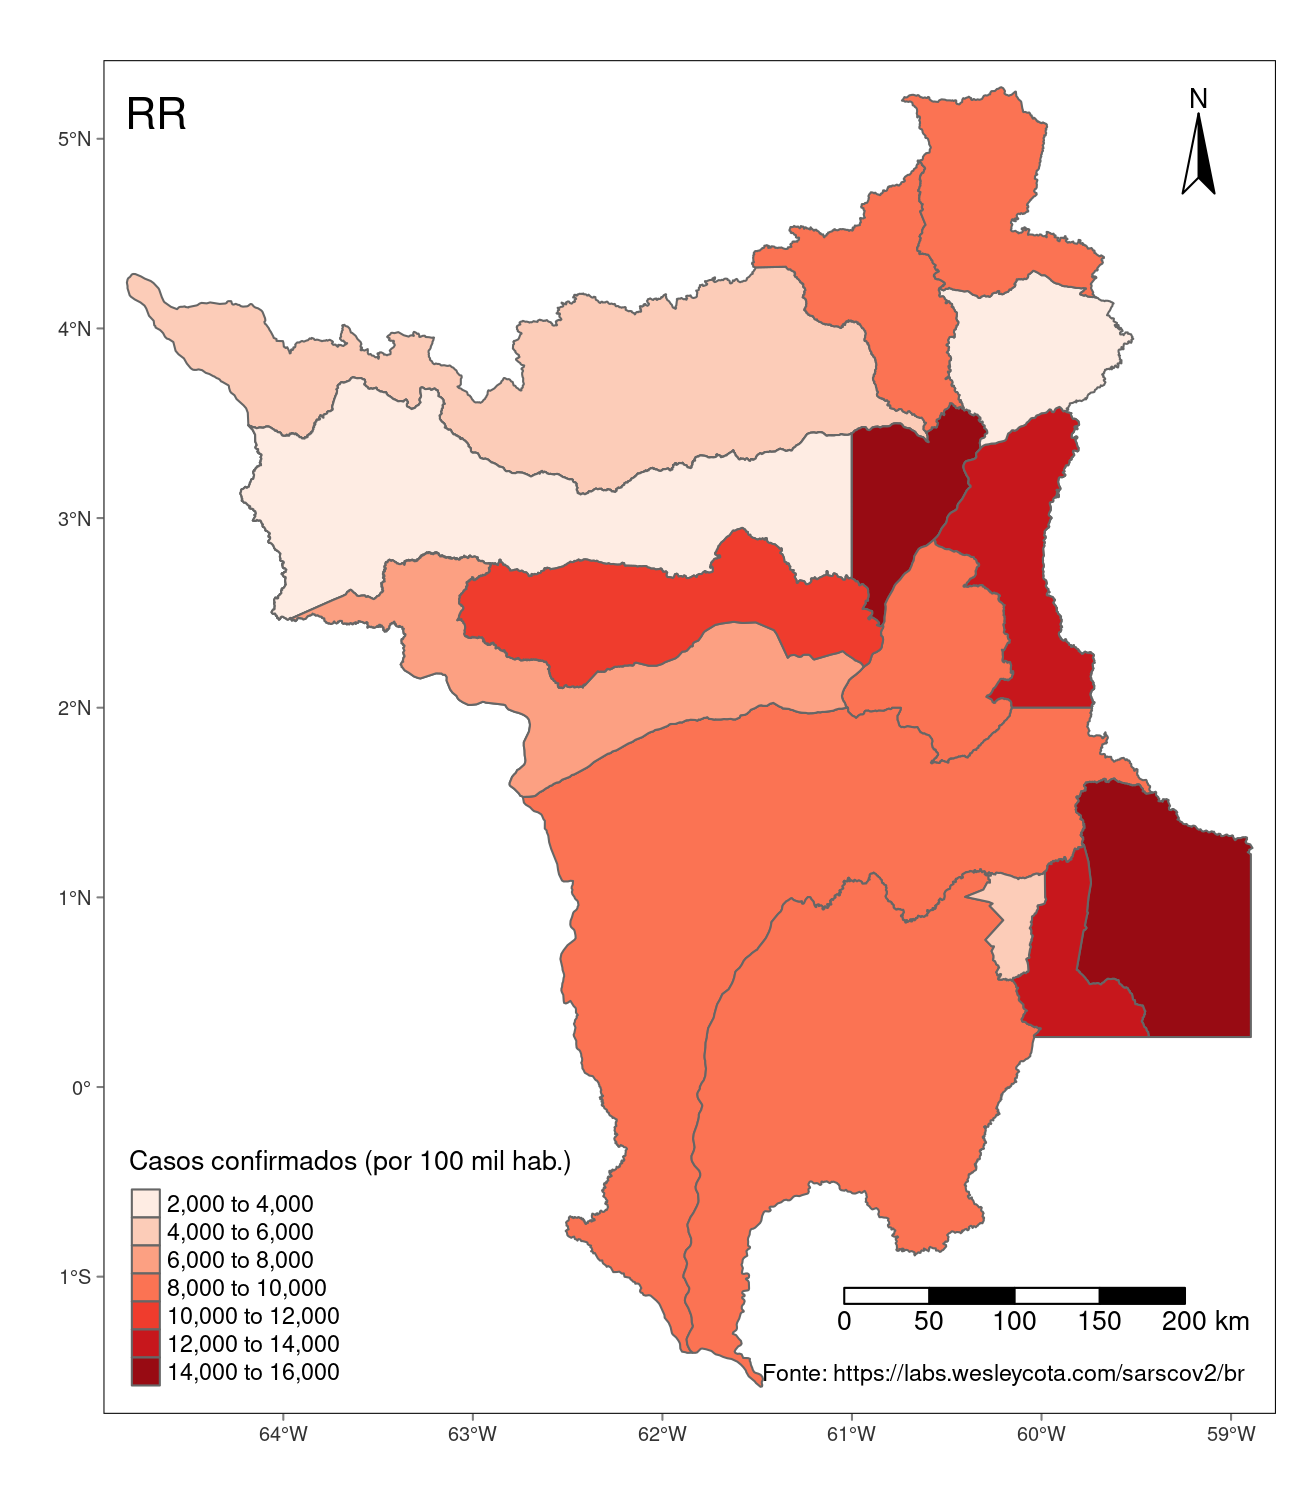 RR
N
5°N
4°N
3°N
2°N
1°N
0°
1°S
Casos confirmados (por 100 mil hab.)
2,000 to 4,000
4,000 to 6,000
6,000 to 8,000
8,000 to 10,000
10,000 to 12,000
12,000 to 14,000
14,000 to 16,000
0 50 100 150 200 km
Fonte: https://labs.wesleycota.com/sarscov2/br
64°W 63°W 62°W 61°W 60°W 59°W